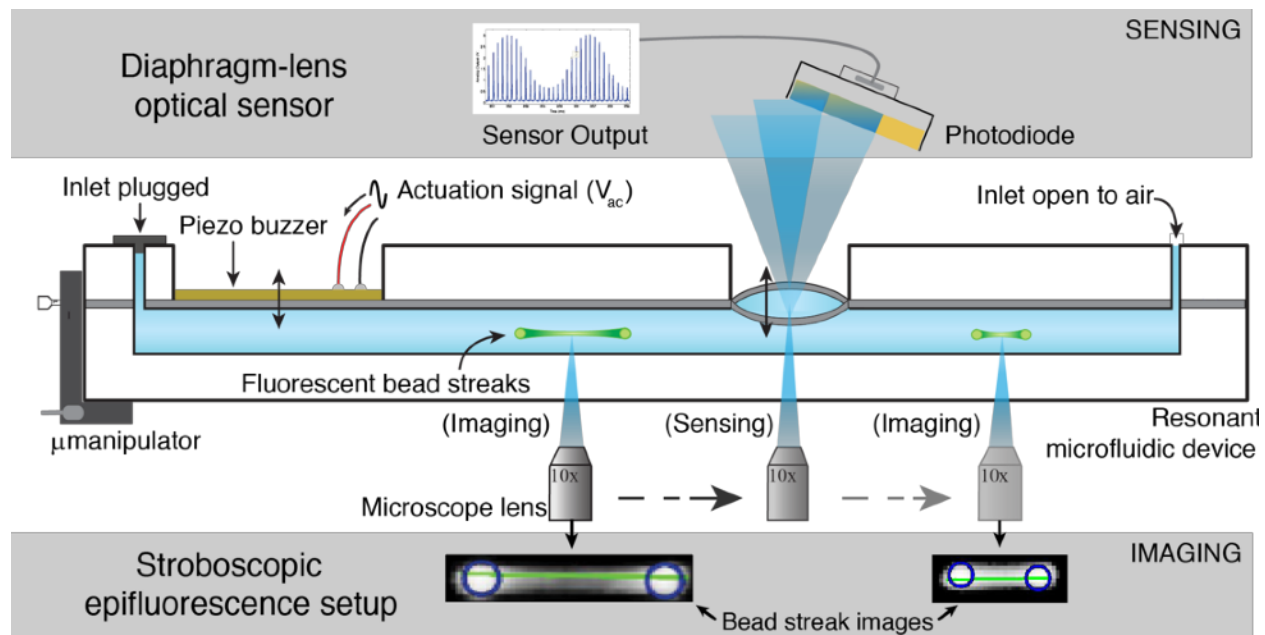 SENSING
Diaphragm-lens
optical sensor
Sensor Output
Photodiode
Inlet plugged
Actuation signal (Vac)
Piezo buzzer
Inlet open to air
Fluorescent bead streaks
(Imaging)
(Sensing)
(Imaging)
μmanipulator
Resonant
microfluidic device
10x
10x
10x
Microscope lens
IMAGING
Stroboscopic
epifluorescence setup
Bead streak images